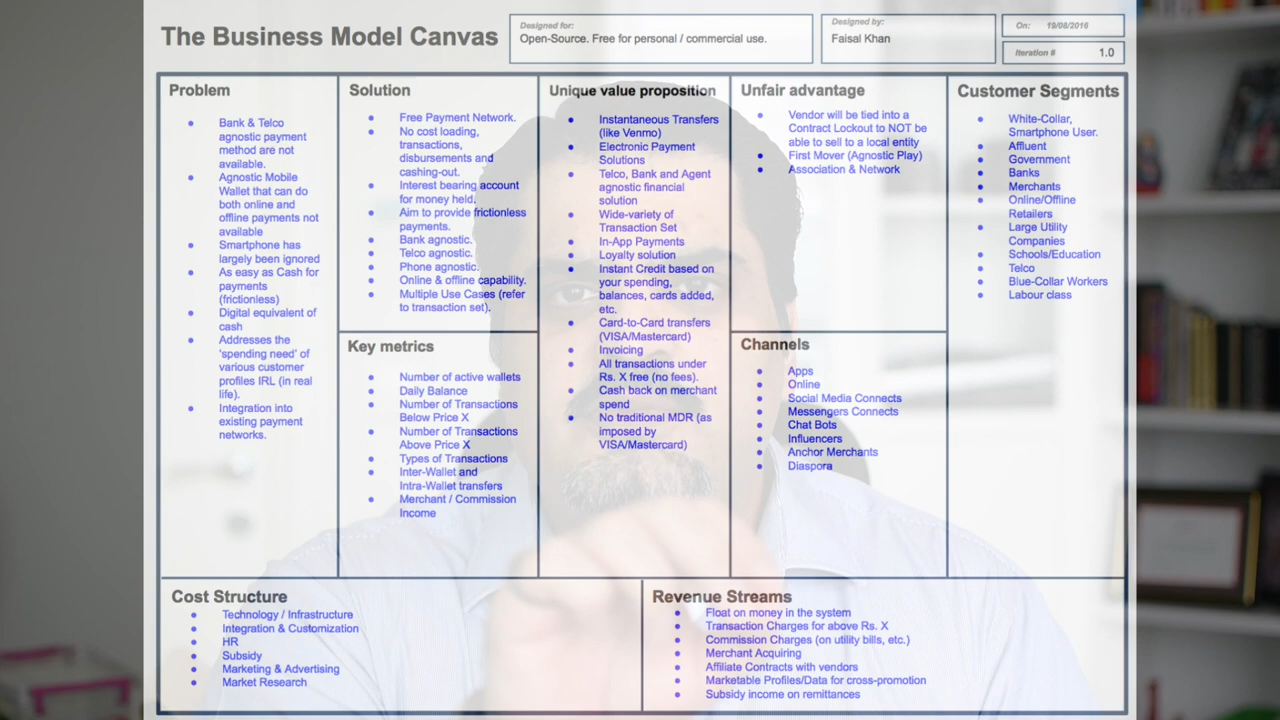 The Business Model Canvas
Designed for:
Open-Source. Free for personal / commercial use.
Designed by:
Faisal Khan
On: 19/08/2016
Iteration # 1.0
Problem
• Bank & Telco
agnostic payment
method are not
available.
• Agnostic Mobile
Wallet that can do
both online and
offline payments not
available
• Smartphone has
largely been ignored
• As easy as Cash for
payments
(frictionless)
• Digital equivalent of
cash
• Addresses the
'spending need' of
various customer
profiles IRL (in real
life).
• Integration into
existing payment
networks.
Solution
• Free Payment Network.
• No cost loading,
transactions,
disbursements and
cashing-out.
• Interest bearing account
for money held.
• Aim to provide frictionless
payments.
• Bank agnostic.
• Telco agnostic.
• Phone agnostic.
• Online & offline capability.
• Multiple Use Cases (refer
to transaction set).
Key metrics
• Number of active wallets
• Daily Balance
• Number of Transactions
Below Price X
• Number of Transactions
Above Price X
• Types of Transactions
• Inter-Wallet and
Intra-Wallet transfers
• Merchant / Commission
Income
Unique value proposition
• Instantaneous Transfers
(like Venmo)
• Electronic Payment
Solutions
• Telco, Bank and Agent
agnostic financial
solution
• Wide-variety of
Transaction Set
• In-App Payments
• Loyalty solution
• Instant Credit based on
your spending,
balances, cards added,
etc.
• Card-to-Card transfers
(VISA/Mastercard)
• Invoicing
• All transactions under
Rs. X free (no fees).
• Cash back on merchant
spend
• No traditional MDR (as
imposed by
VISA/Mastercard)
Unfair advantage
• Vendor will be tied into a
Contract Lockout to NOT be
able to sell to a local entity
• First Mover (Agnostic Play)
• Association & Network
Channels
• Apps
• Online
• Social Media Connects
• Messengers Connects
• Chat Bots
• Influencers
• Anchor Merchants
• Diaspora
Customer Segments
• White-Collar,
Smartphone User.
• Affluent
• Government
• Banks
• Merchants
• Online/Offline
Retailers
• Large Utility
Companies
• Schools/Education
• Telco
• Blue-Collar Workers
• Labour class
Cost Structure
• Technology / Infrastructure
• Integration & Customization
• HR
• Subsidy
• Marketing & Advertising
• Market Research
Revenue Streams
• Float on money in the system
• Transaction Charges for above Rs. X
• Commission Charges (on utility bills, etc.)
• Merchant Acquiring
• Affiliate Contracts with vendors
• Marketable Profiles/Data for cross-promotion
• Subsidy income on remittances